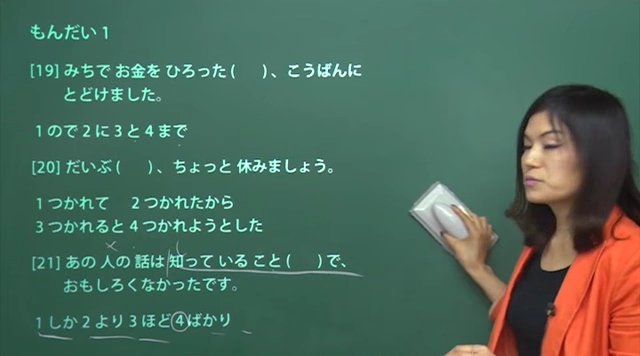 もんだい 1
[19] みちで お金を ひろった (　　)、こうばんに
とどけました。
1 ので 2 に 3 と 4 まで
[20] だいぶ (　　)、ちょっと 休みましょう。
1 つかれて　2 つかれたから
3 つかれると 4 つかれようとした
[21] あの 人の 話は 知って いる こと (　　) で、
おもしろくなかったです。
1 しか 2 より 3 ほど 4 ばかり